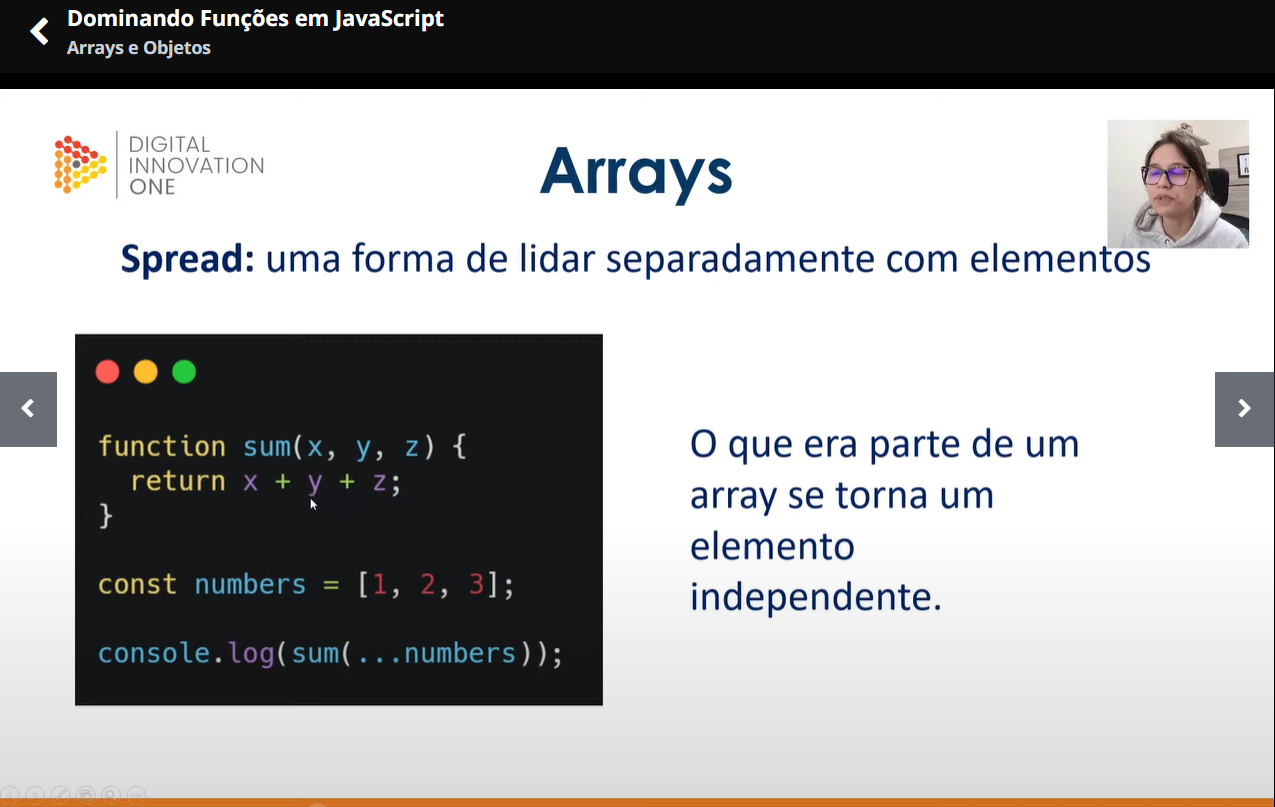 Dominando Funções em JavaScript
Arrays e Objetos
DIGITAL
INNOVATION
ONE
Arrays
Spread: uma forma de lidar separadamente com elementos
function sum(x, y, z) {
  return x + y + z;
}
const numbers = [1, 2, 3];
console.log(sum(...numbers));
O que era parte de um
array se torna um
elemento
independente.